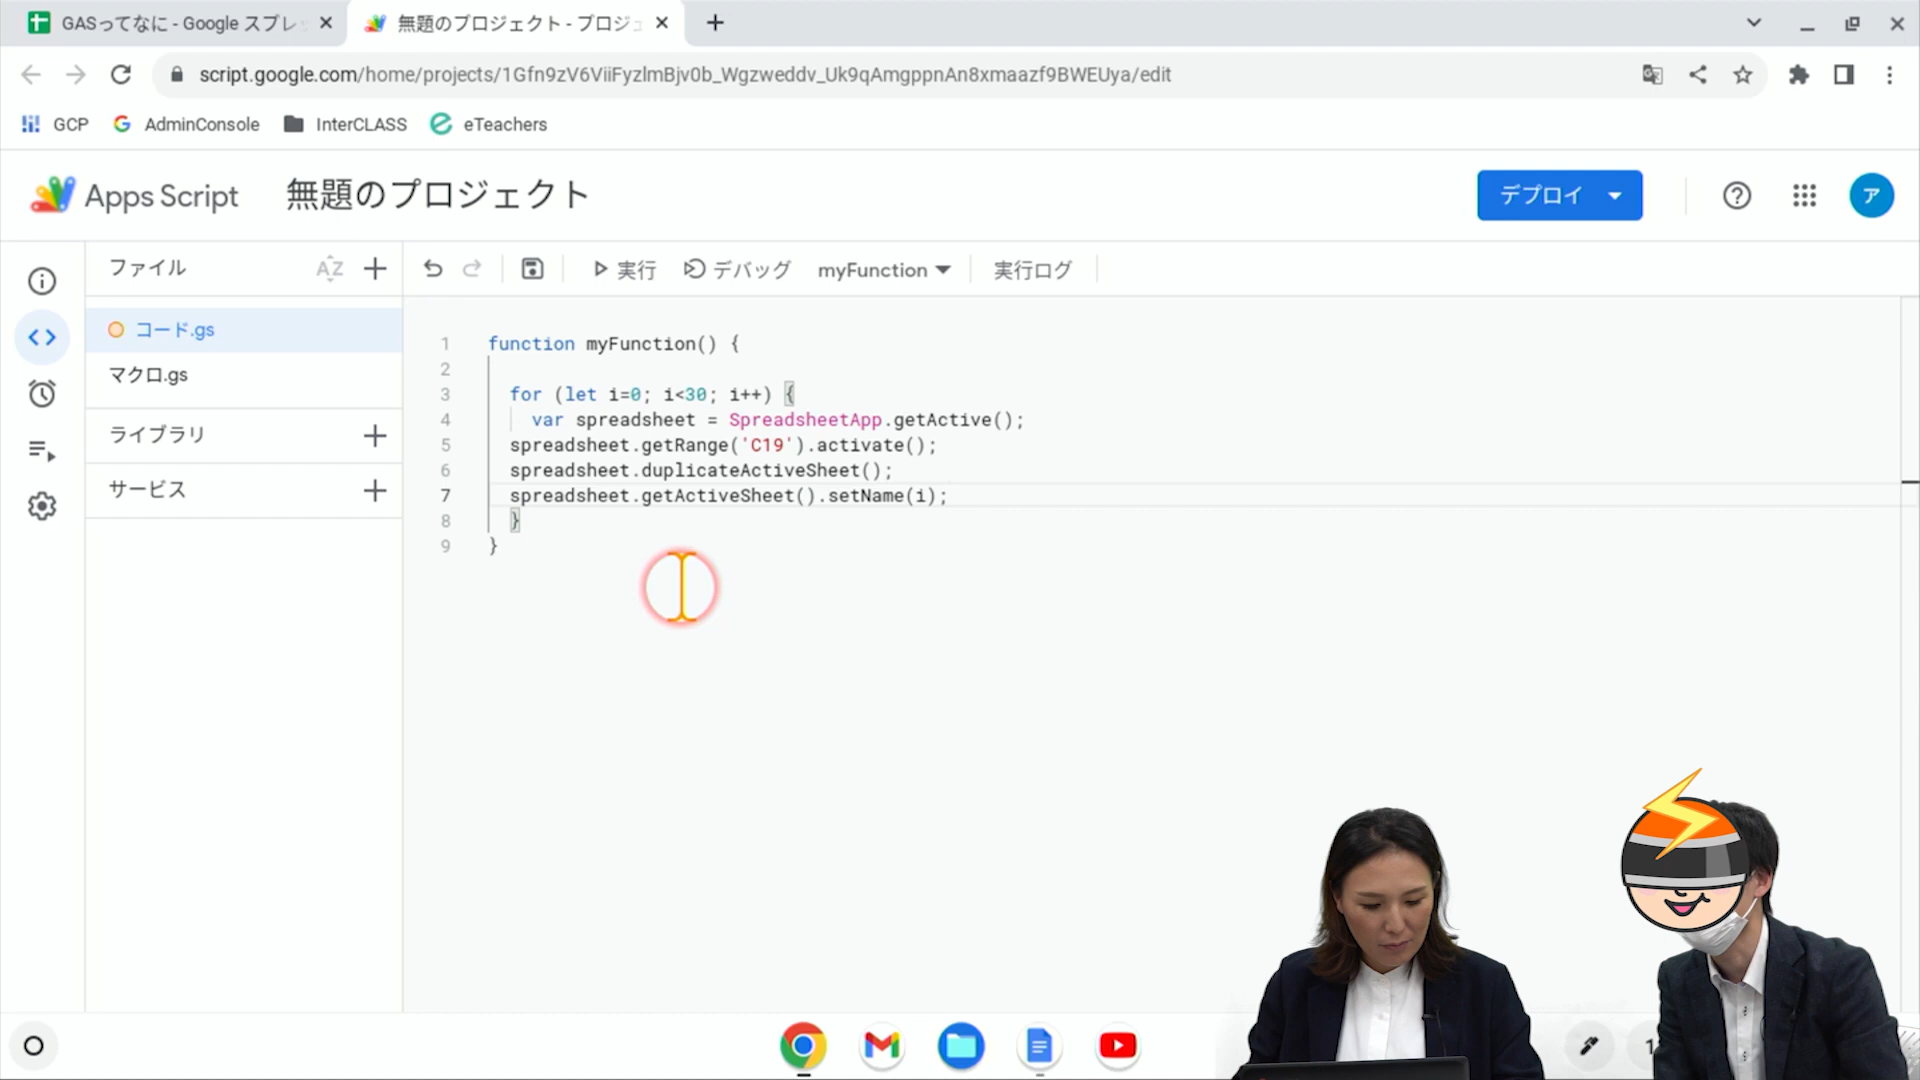 GASってなに - Google スプレ
無題のプロジェクト - プロジェ
script.google.com/home/projects/1Gfn9zV6ViiFyzlmBjv0b_Wgzweddv_Uk9qAmgppnAn8xmaazf9BWEUya/edit
GCP
AdminConsole
InterCLASS
eTeachers
Apps Script
無題のプロジェクト
デプロイ
ア
ファイル
AZ
実行
デバッグ
myFunction
実行ログ
コード.gs
マクロ.gs
ライブラリ
サービス
1 function myFunction() {
2
3 for (let i=0; i<30; i++) {
4 var spreadsheet = SpreadsheetApp.getActive();
5 spreadsheet.getRange('C19').activate();
6 spreadsheet.duplicateActiveSheet();
7 spreadsheet.getActiveSheet().setName(i);
8 }
9 }